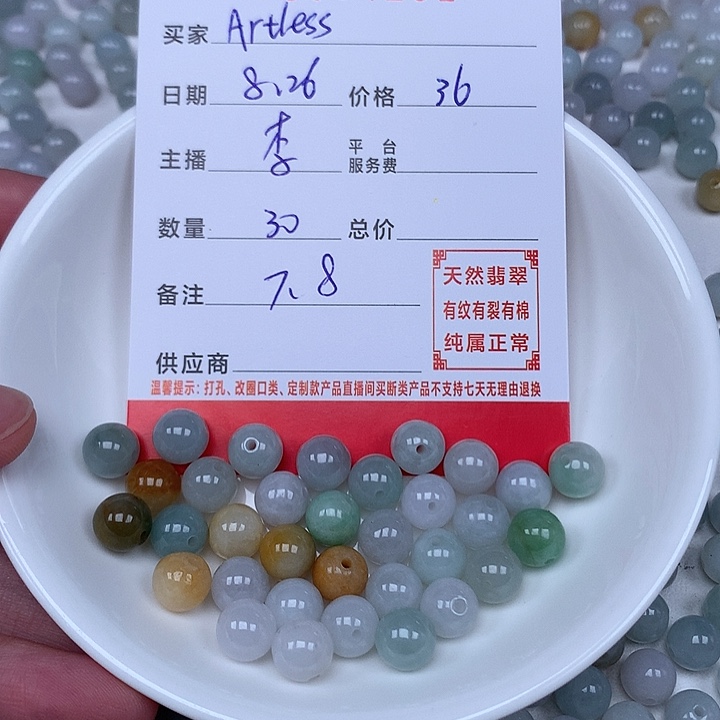 买家 Artless
日期 8.26 价格 36
主播 李 平台服务费
数量 30 总价
备注 7.8
天然翡翠
有纹有裂有棉
纯属正常
供应商
温馨提示：打孔、改圈口类、定制款产品直播间买断类产品不支持七天无理由退换